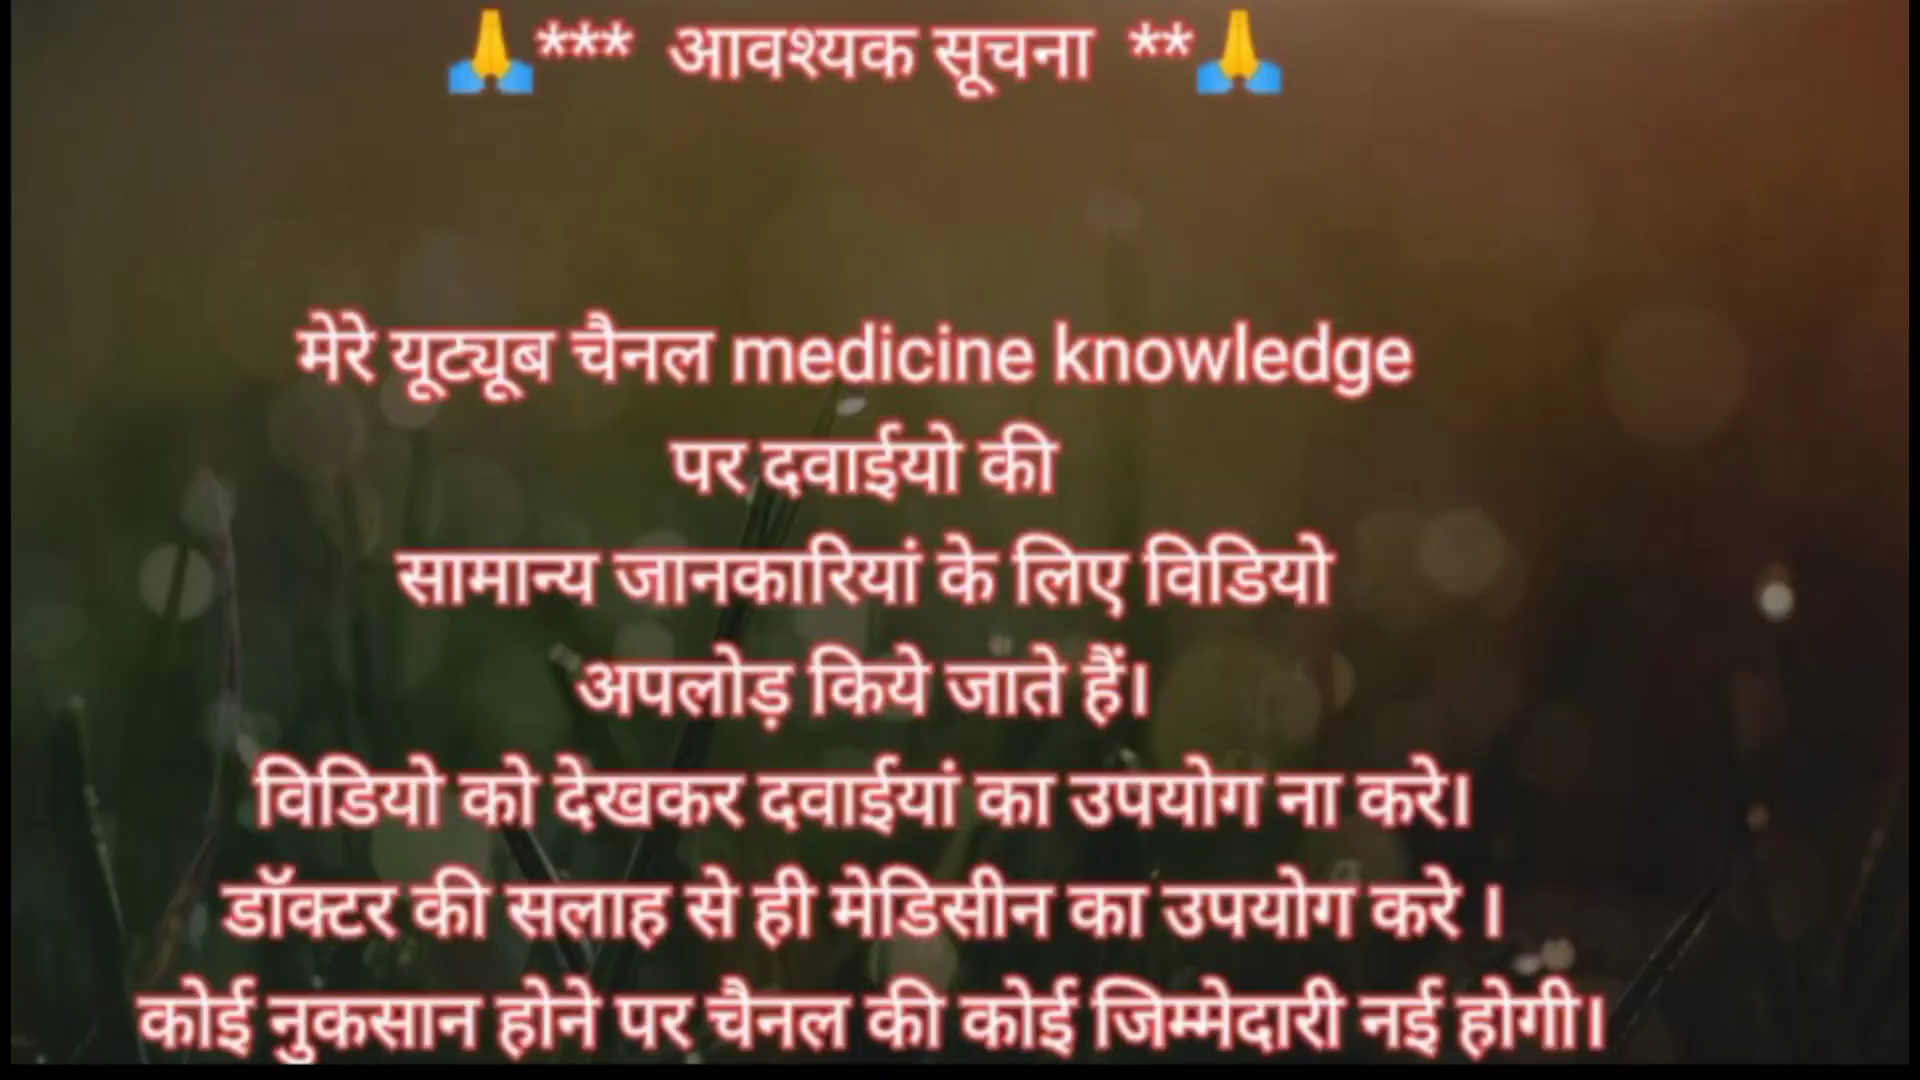 🙏*** आवश्यक सूचना **🙏
मेरे यूट्यूब चैनल medicine knowledge
पर दवाईयो की
सामान्य जानकारियां के लिए विडियो
अपलोड़ किये जाते हैं।
विडियो को देखकर दवाईयां का उपयोग ना करे।
डॉक्टर की सलाह से ही मेडिसीन का उपयोग करे ।
कोई नुकसान होने पर चैनल की कोई जिम्मेदारी नई होगी।